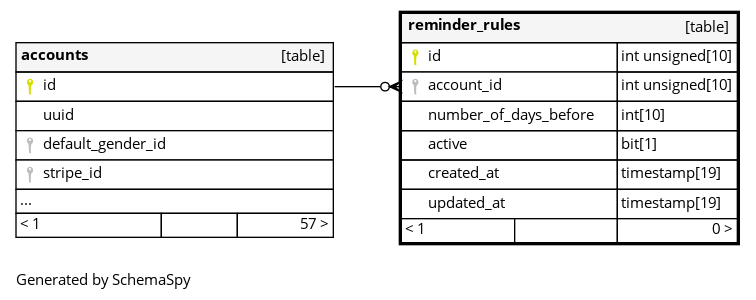 accounts [table]
id
uuid
default_gender_id
stripe_id
...
< 1 57 >
reminder_rules [table]
id int unsigned[10]
account_id int unsigned[10]
number_of_days_before int[10]
active bit[1]
created_at timestamp[19]
updated_at timestamp[19]
< 1 0 >
Generated by SchemaSpy